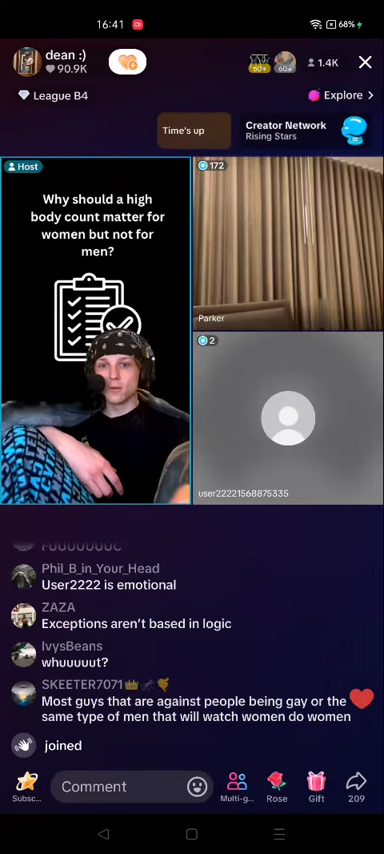 16:41
68%
dean :)
90.9K
60+
60+
1.4K
League B4
Explore >
Time's up
Creator Network
Rising Stars
Host
Why should a high
body count matter for
women but not for
men?
172
Parker
2
user22221568875335
FUUUUUUUC
Phil_B_in_Your_Head
User2222 is emotional
ZAZA
Exceptions aren't based in logic
IvysBeans
whuuuuut?
SKEETER7071
Most guys that are against people being gay or the
same type of men that will watch women do women
joined
Subsc...
Comment
Multi-g...
Rose
Gift
209